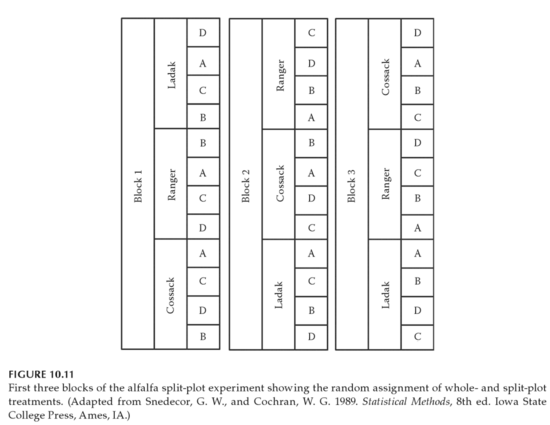 Block 1
Ladak
D
A
C
B
Ranger
B
A
C
D
Cossack
A
C
D
B
Block 2
Ranger
C
D
B
A
Cossack
B
A
D
C
Ladak
A
C
B
D
Block 3
Cossack
D
A
B
C
Ranger
D
C
B
A
Ladak
A
B
D
C
FIGURE 10.11
First three blocks of the alfalfa split-plot experiment showing the random assignment of whole- and split-plot
treatments. (Adapted from Snedecor, G. W., and Cochran, W. G. 1989. Statistical Methods, 8th ed. Iowa State
College Press, Ames, IA.)